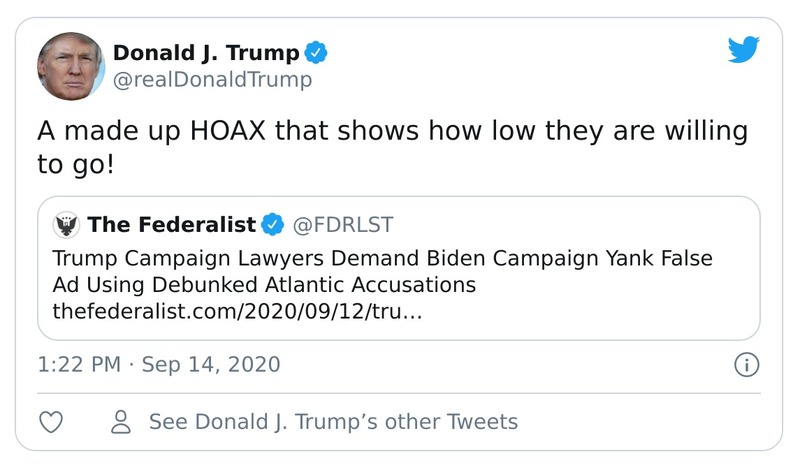 Donald J. Trump
@realDonaldTrump
A made up HOAX that shows how low they are willing
to go!
The Federalist @FDRLST
Trump Campaign Lawyers Demand Biden Campaign Yank False
Ad Using Debunked Atlantic Accusations
thefederalist.com/2020/09/12/tru…
1:22 PM · Sep 14, 2020
See Donald J. Trump’s other Tweets